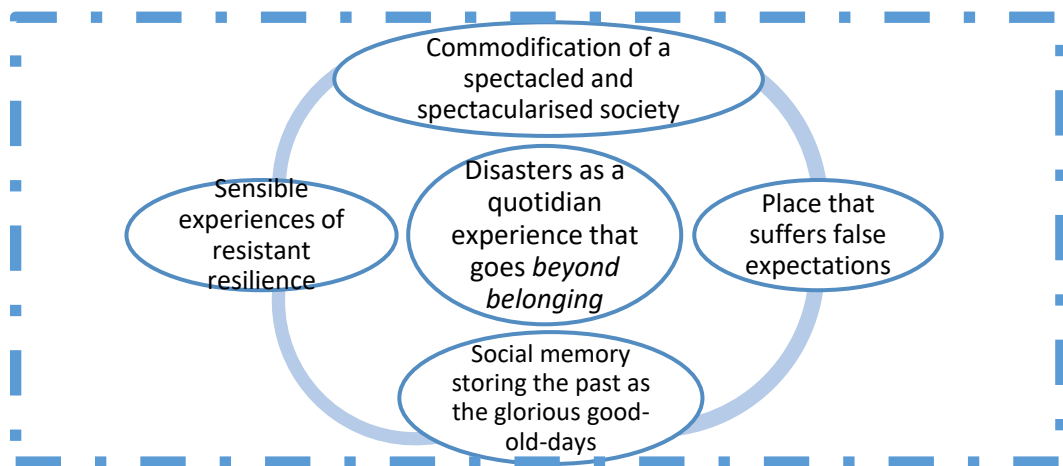 Commodification of a
spectacled and
spectacularised society
Sensible
experiences of
resistant
resilience
Disasters as a
quotidian
experience that
goes beyond
belonging
Place that
suffers false
expectations
Social memory
storing the past as
the glorious good-
old-days